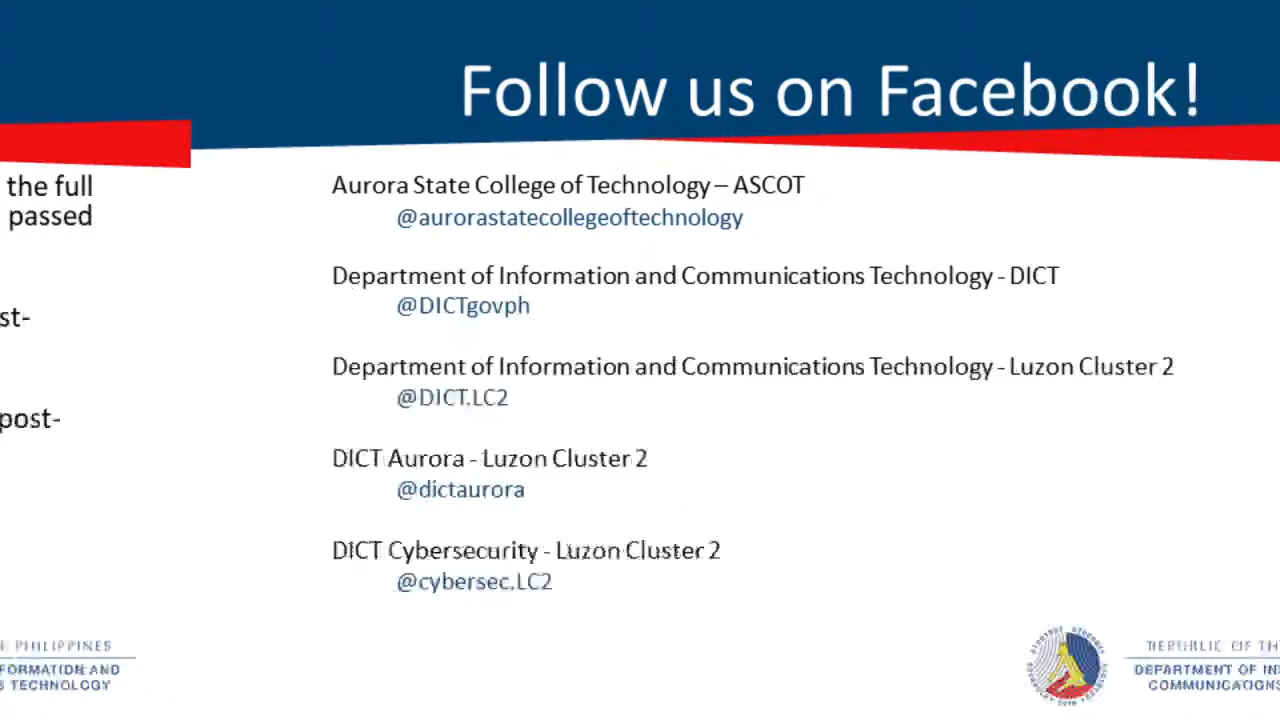 Follow us on Facebook!
the full
passed
st-
post-
Aurora State College of Technology – ASCOT
@aurorastatecollegeoftechnology
Department of Information and Communications Technology - DICT
@DICTgovph
Department of Information and Communications Technology - Luzon Cluster 2
@DICT.LC2
DICT Aurora - Luzon Cluster 2
@dictaurora
DICT Cybersecurity - Luzon Cluster 2
@cybersec.LC2
E PHILIPPINES
FORMATION AND
S TECHNOLOGY
REPUBLIC OF TH
DEPARTMENT OF IN
COMMUNICATIONS